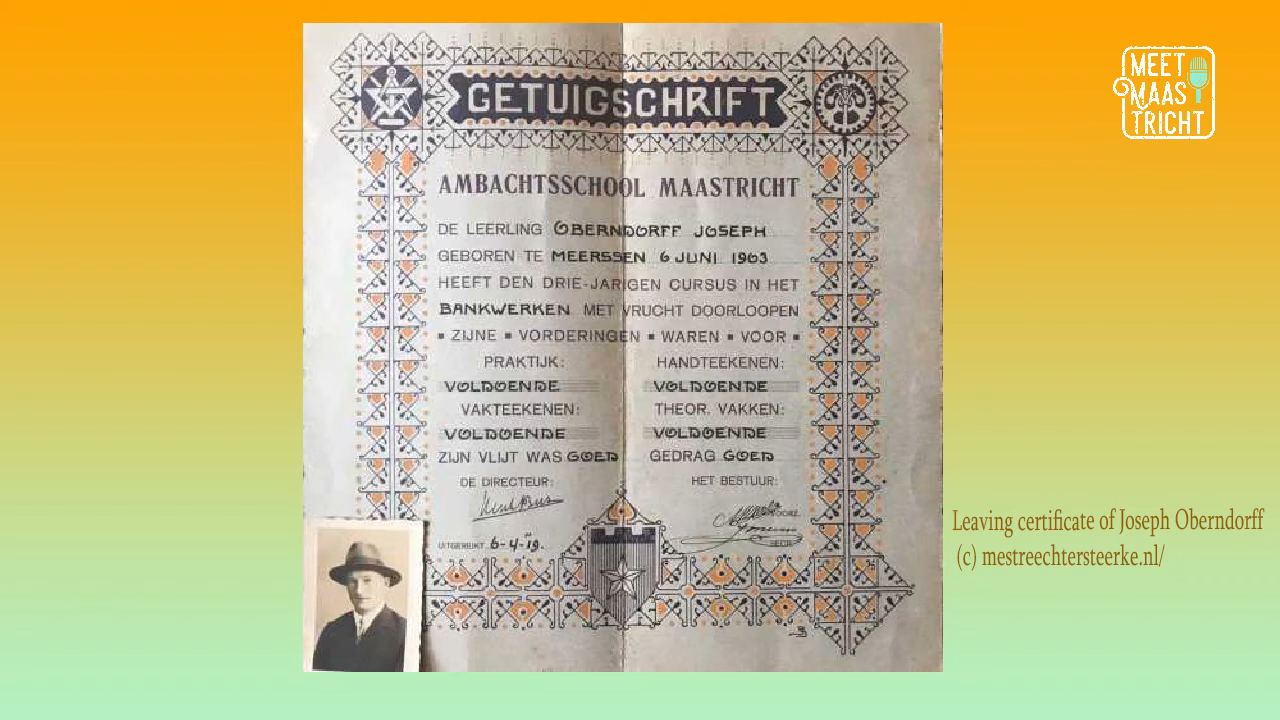 MEET
MAAS
TRICHT
GETUIGSCHRIFT
AMBACHTSSCHOOL MAASTRICHT
DE LEERLING OBERNDORFF JOSEPH
GEBOREN TE MEERSSEN 6 JUNI 1903
HEEFT DEN DRIE-JARIGEN CURSUS IN HET
BANKWERKEN MET VRUCHT DOORLOOPEN
▪ ZIJNE ▪ VORDERINGEN ▪ WAREN ▪ VOOR ▪
PRAKTIJK: HANDTEEKENEN:
VOLDOENDE VOLDOENDE
VAKTEEKENEN: THEOR. VAKKEN:
VOLDOENDE VOLDOENDE
ZIJN VLIJT WAS GOED GEDRAG GOED
DE DIRECTEUR: HET BESTUUR:
UITGEREIKT 6-4-19.
Leaving certificate of Joseph Oberndorff
(c) mestreechtersteerke.nl/